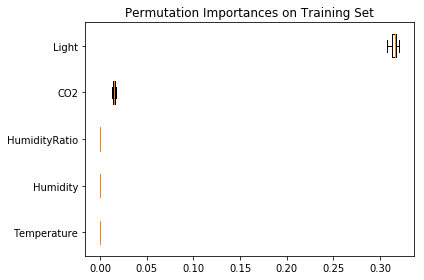 Permutation Importances on Training Set
Light
CO2
HumidityRatio
Humidity
Temperature
0.00 0.05 0.10 0.15 0.20 0.25 0.30